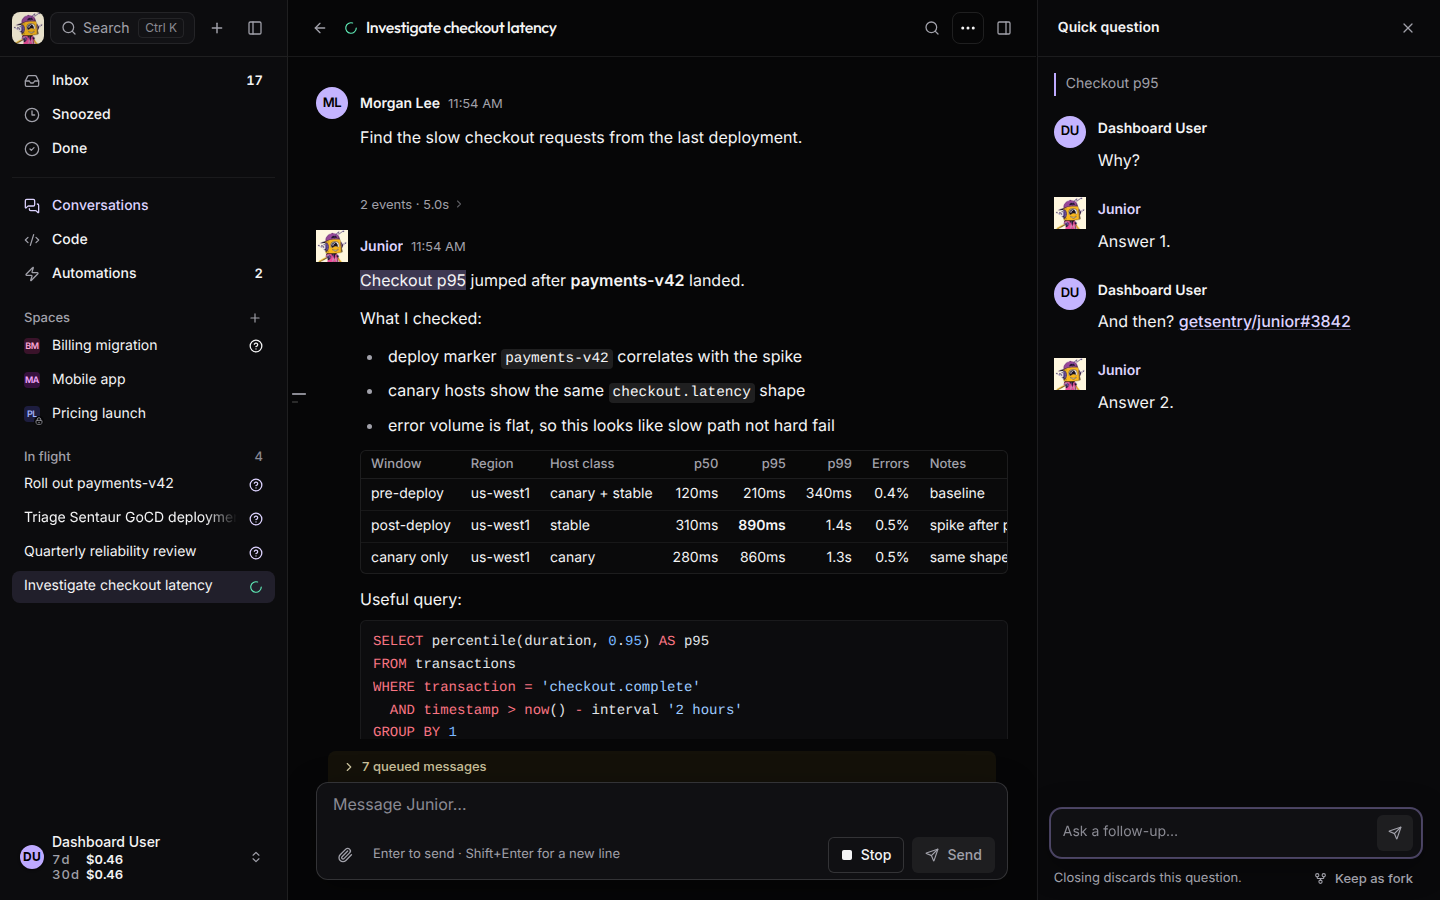 Search Ctrl K
Inbox 17
Snoozed
Done
Conversations
Code
Automations 2
Spaces
BM Billing migration
MA Mobile app
PL Pricing launch
In flight 4
Roll out payments-v42
Triage Sentaur GoCD deployme
Quarterly reliability review
Investigate checkout latency
DU Dashboard User
7d $0.46
30d $0.46
Investigate checkout latency
ML Morgan Lee 11:54 AM
Find the slow checkout requests from the last deployment.
2 events · 5.0s
Junior 11:54 AM
Checkout p95 jumped after payments-v42 landed.
What I checked:
deploy marker payments-v42 correlates with the spike
canary hosts show the same checkout.latency shape
error volume is flat, so this looks like slow path not hard fail
Window Region Host class p50 p95 p99 Errors Notes
pre-deploy us-west1 canary + stable 120ms 210ms 340ms 0.4% baseline
post-deploy us-west1 stable 310ms 890ms 1.4s 0.5% spike after p
canary only us-west1 canary 280ms 860ms 1.3s 0.5% same shape
Useful query:
SELECT percentile(duration, 0.95) AS p95
FROM transactions
WHERE transaction = 'checkout.complete'
AND timestamp > now() - interval '2 hours'
GROUP BY 1
7 queued messages
Message Junior...
Enter to send · Shift+Enter for a new line
Stop
Send
Quick question
Checkout p95
DU Dashboard User
Why?
Junior
Answer 1.
DU Dashboard User
And then? getsentry/junior#3842
Junior
Answer 2.
Ask a follow-up...
Closing discards this question.
Keep as fork